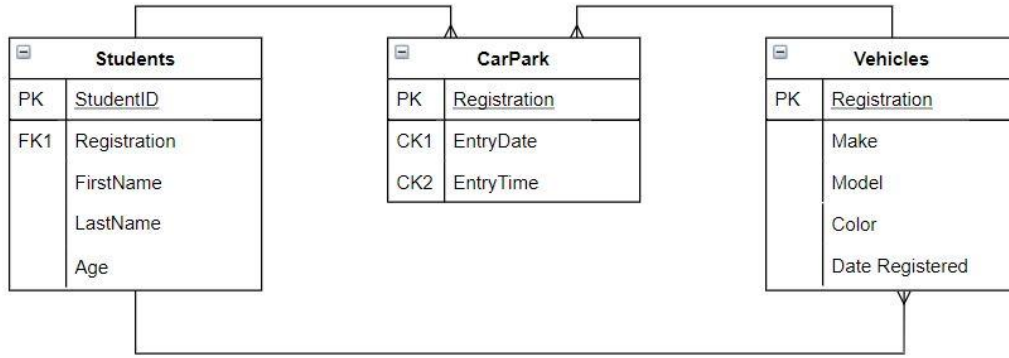 Students
PK StudentID
FK1 Registration
FirstName
LastName
Age
CarPark
PK Registration
CK1 EntryDate
CK2 EntryTime
Vehicles
PK Registration
Make
Model
Color
Date Registered